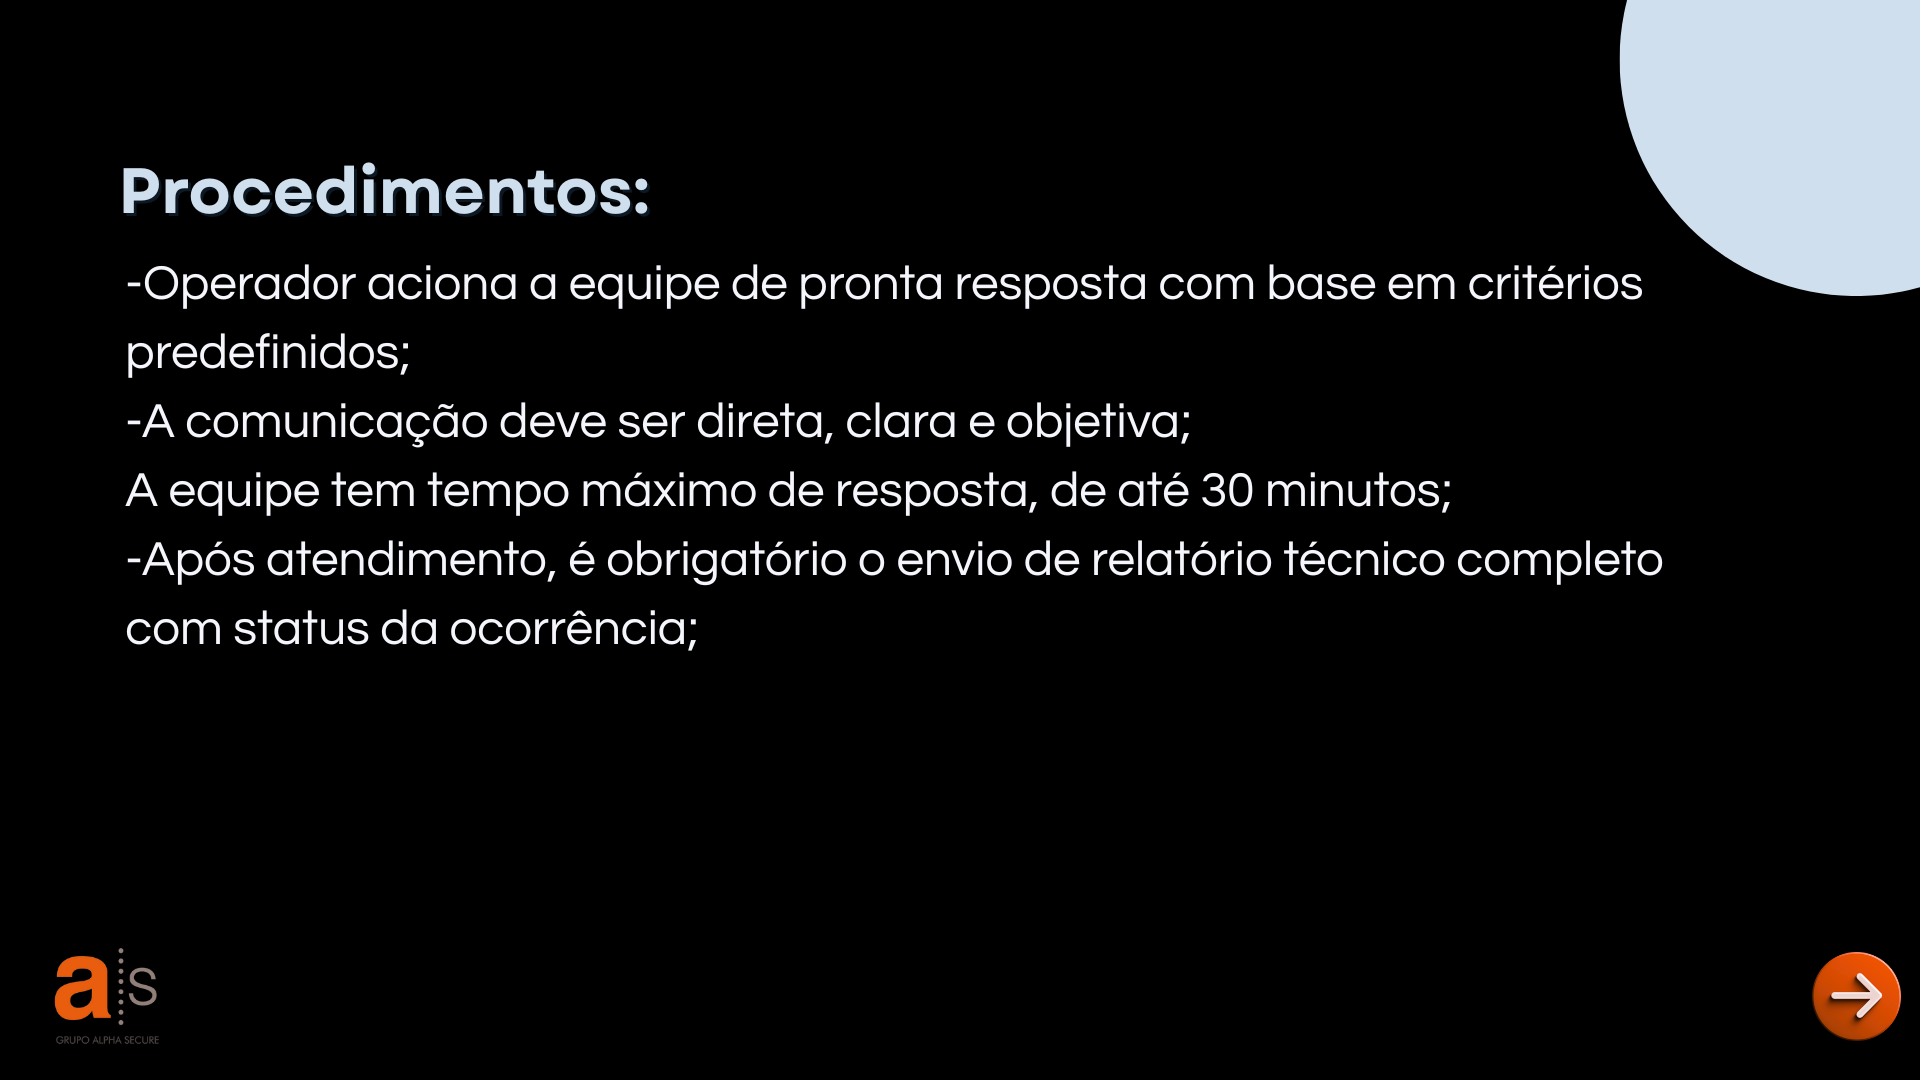 Procedimentos:
-Operador aciona a equipe de pronta resposta com base em critérios
predefinidos;
-A comunicação deve ser direta, clara e objetiva;
A equipe tem tempo máximo de resposta, de até 30 minutos;
-Após atendimento, é obrigatório o envio de relatório técnico completo
com status da ocorrência;
a s
GRUPO ALPHA SECURE